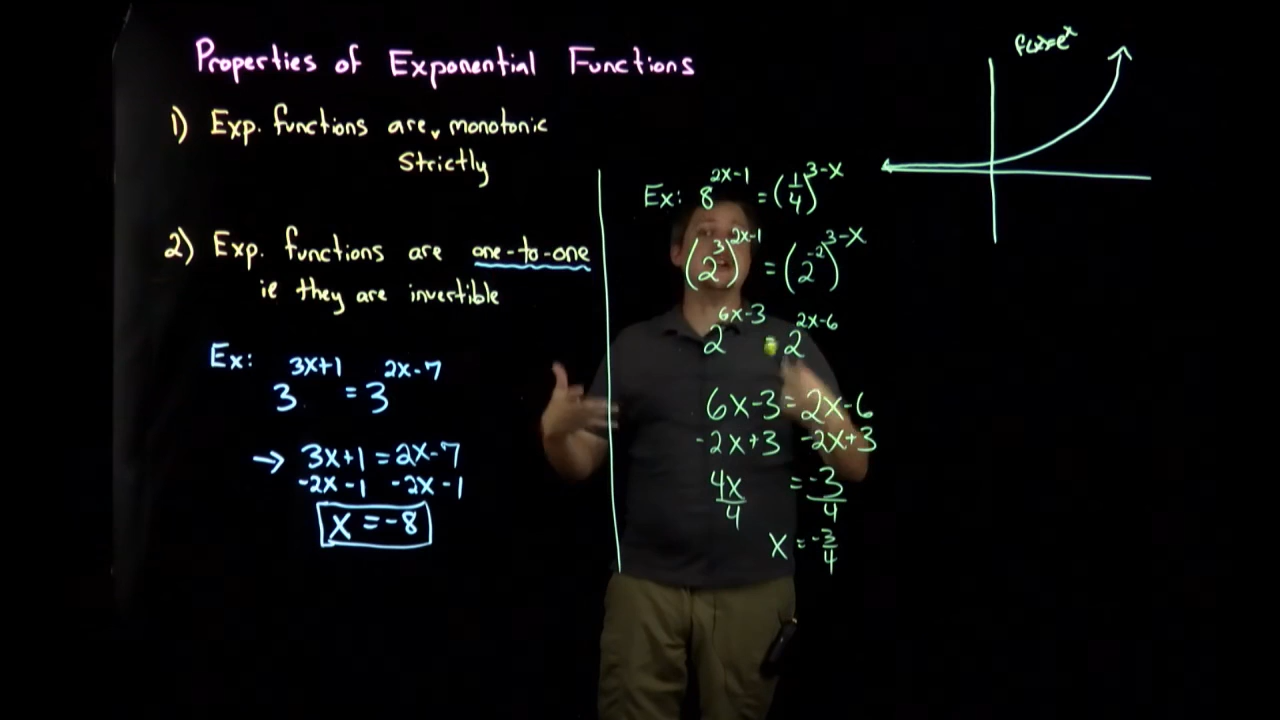 Properties of Exponential Functions
1) Exp. functions are, monotonic
Strictly
2) Exp. functions are one-to-one
ie they are invertible
Ex:
3^(3x+1) = 3^(2x-7)
→ 3x+1 = 2x-7
-2x -1 -2x -1
x = -8
Ex: 8^(2x-1) = (1/4)^(3-x)
(2^3)^(2x-1) = (2^-2)^(3-x)
2^(6x-3) = 2^(2x-6)
6x-3 = 2x-6
-2x+3 -2x+3
4x/4 = -3/4
x = -3/4
f(x)=e^x